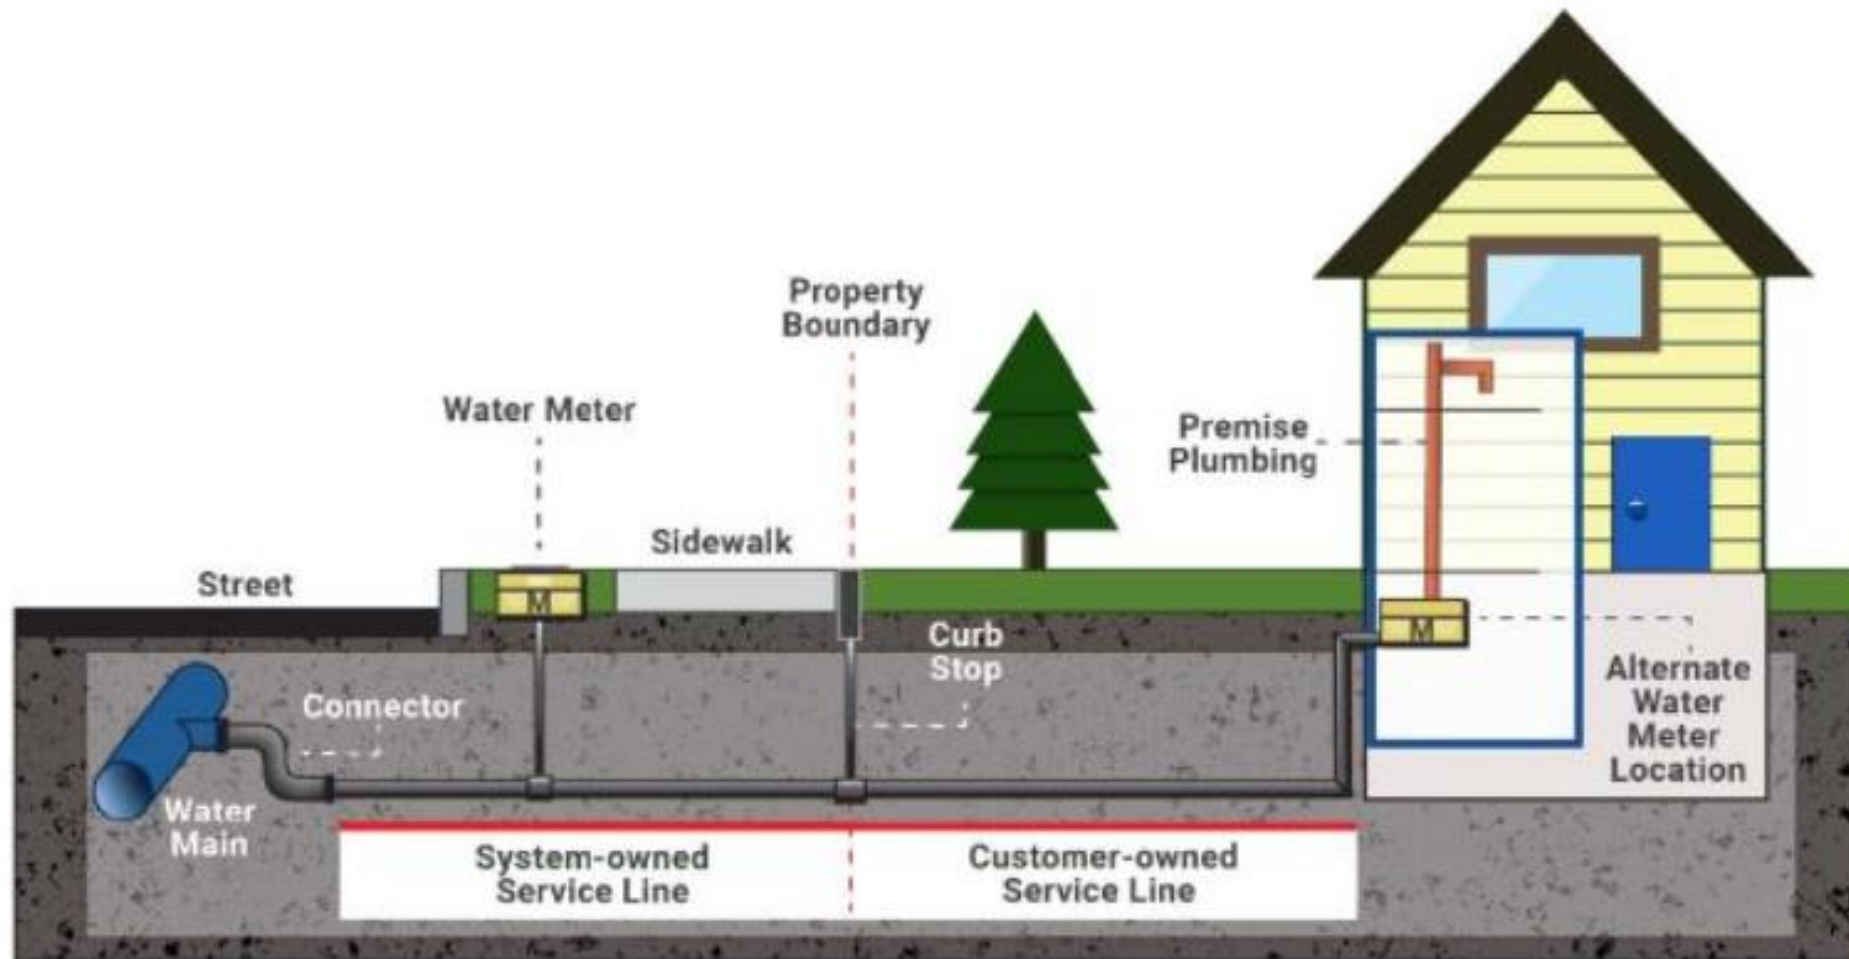 Property
Boundary
Water Meter
Premise
Plumbing
Sidewalk
Street
M
Curb
Stop
M
Connector
Alternate
Water
Meter
Location
Water
Main
System-owned
Service Line
Customer-owned
Service Line